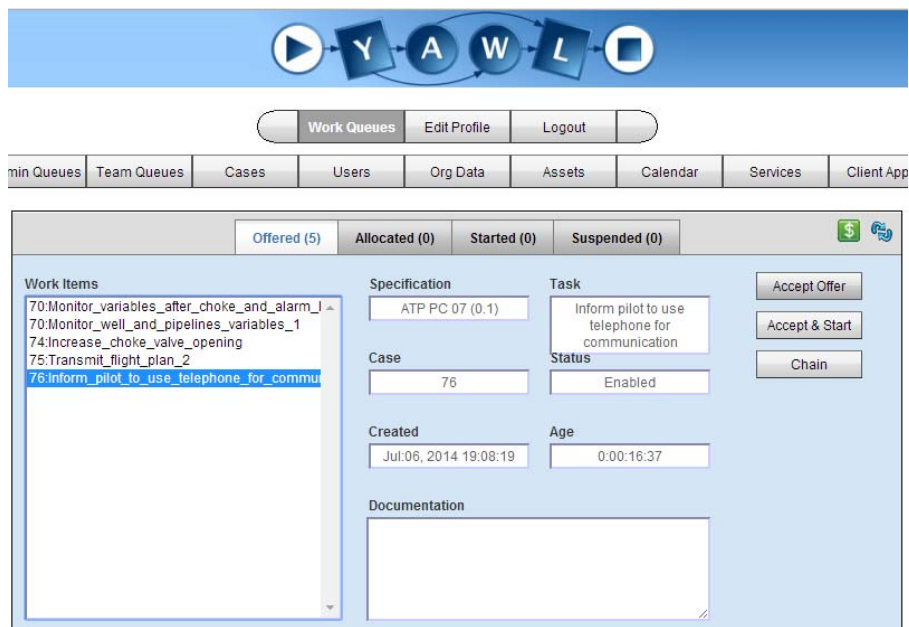 YAWL
Work Queues Edit Profile Logout
min Queues Team Queues Cases Users Org Data Assets Calendar Services Client App
Offered (5) Allocated (0) Started (0) Suspended (0)
Work Items
70:Monitor_variables_after_choke_and_alarm_l
70:Monitor_well_and_pipelines_variables_1
74:Increase_choke_valve_opening
75:Transmit_flight_plan_2
76:Inform_pilot_to_use_telephone_for_commu
Specification
ATP PC 07 (0.1)
Task
Inform pilot to use
telephone for
communication
Case
76
Status
Enabled
Created
Jul:06, 2014 19:08:19
Age
0:00:16:37
Documentation
Accept Offer
Accept & Start
Chain